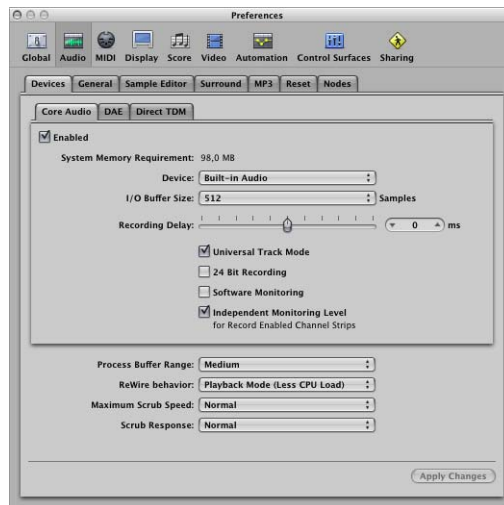 Preferences
Global Audio MIDI Display Score Video Automation Control Surfaces Sharing
Devices General Sample Editor Surround MP3 Reset Nodes
Core Audio DAE Direct TDM
Enabled
System Memory Requirement: 98,0 MB
Device: Built-in Audio
I/O Buffer Size: 512 Samples
Recording Delay: 0 ms
Universal Track Mode
24 Bit Recording
Software Monitoring
Independent Monitoring Level
for Record Enabled Channel Strips
Process Buffer Range: Medium
ReWire behavior: Playback Mode (Less CPU Load)
Maximum Scrub Speed: Normal
Scrub Response: Normal
Apply Changes